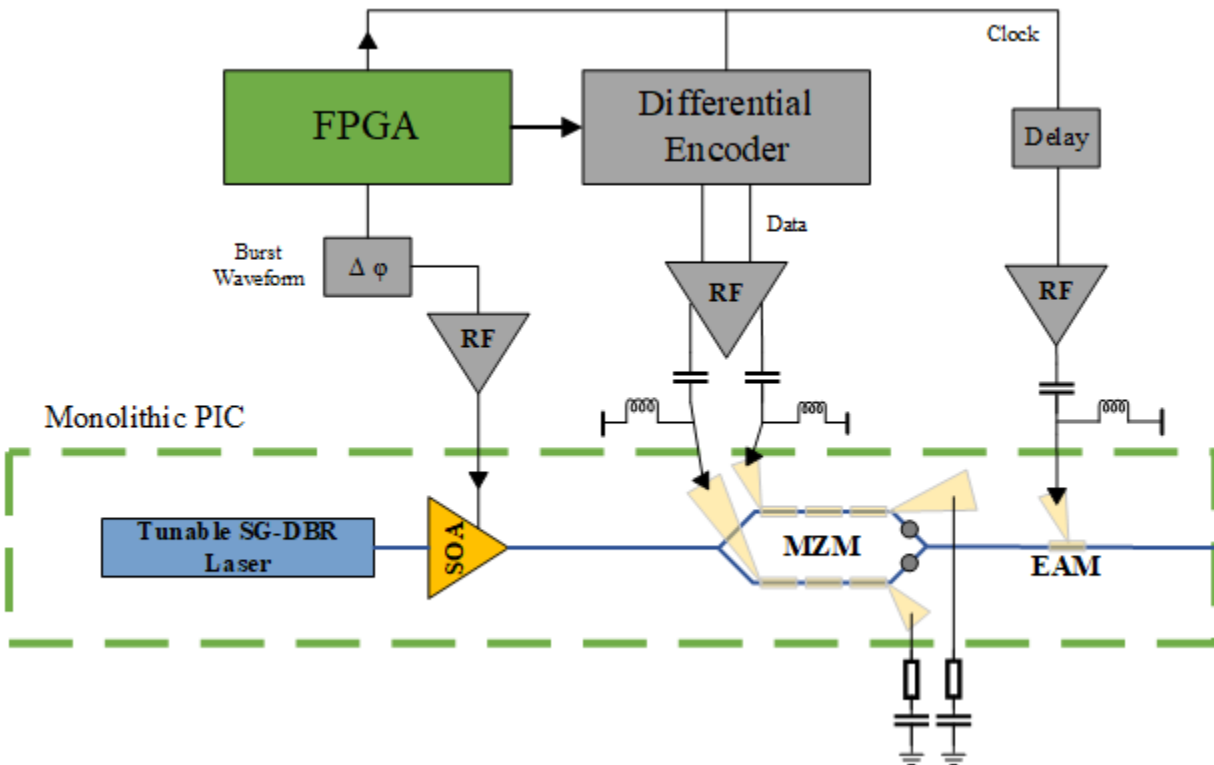 Clock
FPGA
Differential
Encoder
Delay
Data
Burst
Waveform
Δ φ
RF
RF
RF
Monolithic PIC
Tunable SG-DBR
Laser
SOA
MZM
EAM